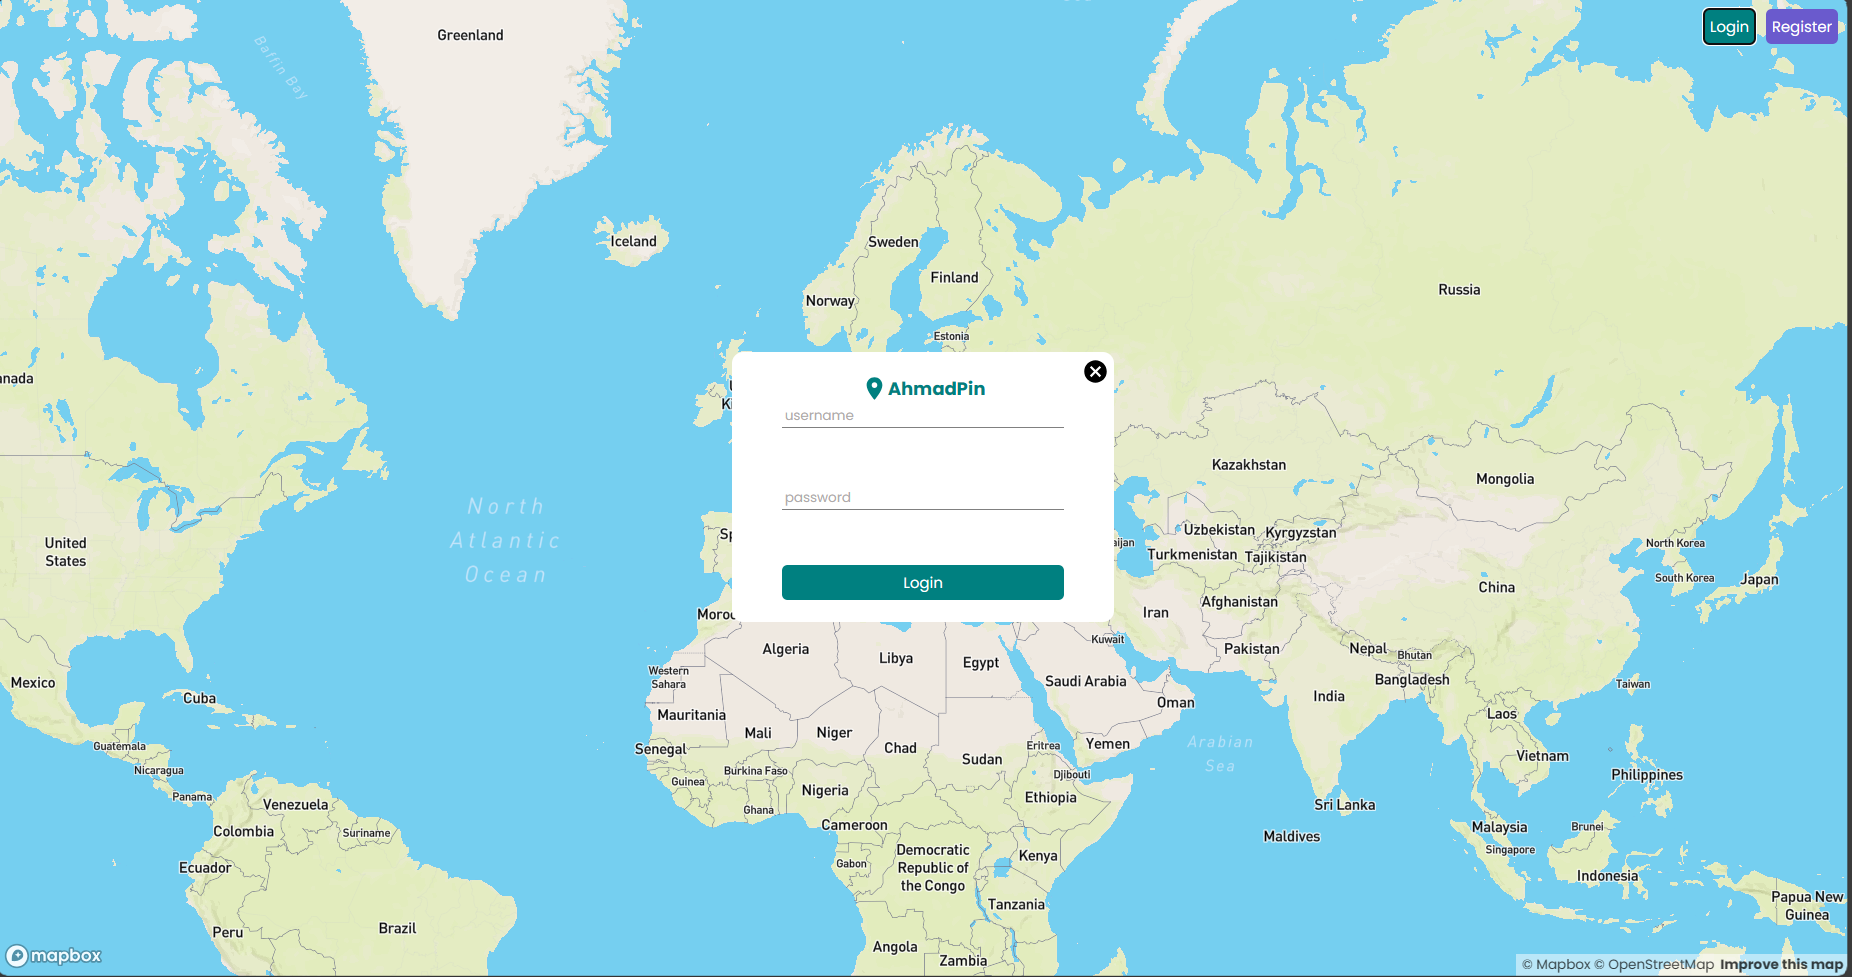 Greenland
Login
Register
Baffin Bay
Iceland
Sweden
Finland
Norway
Russia
Estonia
AhmadPin
username
password
Login
Kazakhstan
Mongolia
North
Atlantic
Ocean
United
States
Uzbekistan
Kyrgyzstan
Turkmenistan
Tajikistan
North Korea
South Korea
Japan
China
Afghanistan
Iran
Moroc
Algeria
Libya
Egypt
Kuwait
Pakistan
Nepal
Bhutan
Bangladesh
Western
Sahara
Saudi Arabia
Mexico
Cuba
India
Taiwan
Oman
Mauritania
Mali
Niger
Chad
Sudan
Eritrea
Yemen
Arabian
Sea
Laos
Vietnam
Guatemala
Nicaragua
Senegal
Burkina Faso
Guinea
Djibouti
Philippines
Panama
Venezuela
Nigeria
Ethiopia
Sri Lanka
Ghana
Colombia
Suriname
Cameroon
Maldives
Malaysia
Brunei
Singapore
Ecuador
Gabon
Democratic
Republic of
the Congo
Kenya
Indonesia
Tanzania
Papua New
Guinea
Peru
Brazil
Angola
Zambia
mapbox
© Mapbox © OpenStreetMap Improve this map